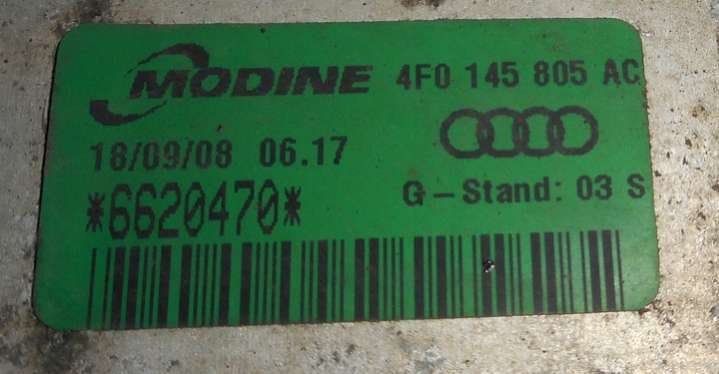 MODINE 4F0 145 805 AC
18/09/08 06.17
G-Stand: 03 S
*6620470*